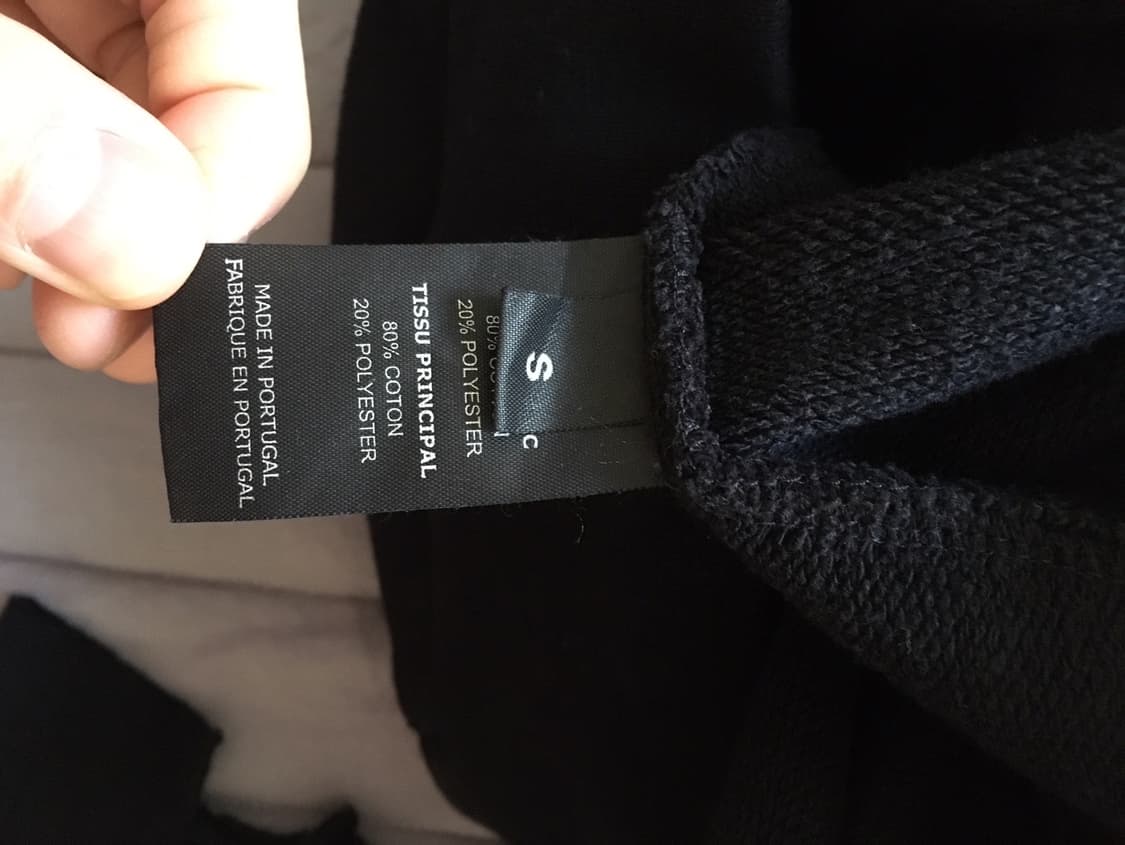 S
C
20% POLYESTER
TISSU PRINCIPAL
80% COTON
20% POLYESTER
MADE IN PORTUGAL
FABRIQUE EN PORTUGAL